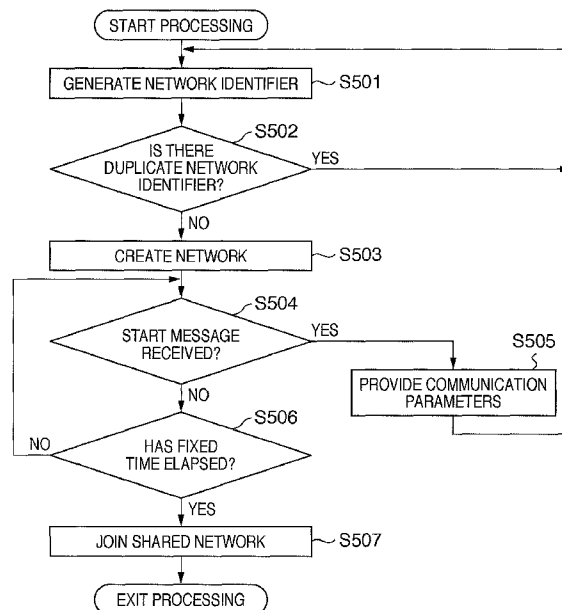 START PROCESSING
GENERATE NETWORK IDENTIFIER
S501
S502
IS THERE
DUPLICATE NETWORK
IDENTIFIER?
YES
NO
CREATE NETWORK
S503
S504
START MESSAGE
RECEIVED?
YES
S505
PROVIDE COMMUNICATION
PARAMETERS
NO
S506
NO
HAS FIXED
TIME ELAPSED?
YES
JOIN SHARED NETWORK
S507
EXIT PROCESSING